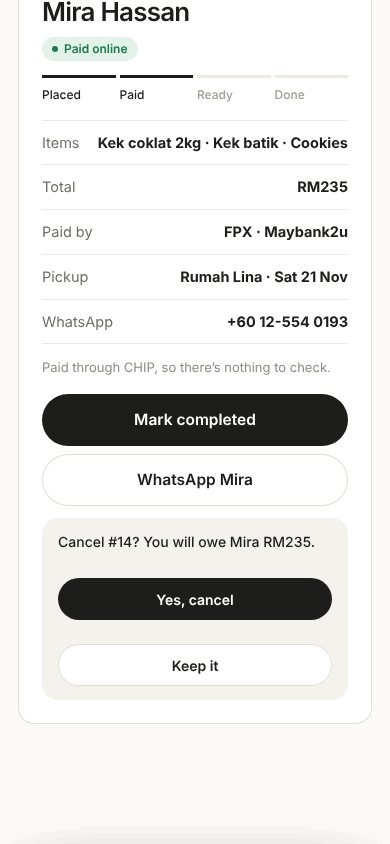 Mira Hassan
Paid online
Placed Paid Ready Done
Items Kek coklat 2kg · Kek batik · Cookies
Total RM235
Paid by FPX · Maybank2u
Pickup Rumah Lina · Sat 21 Nov
WhatsApp +60 12-554 0193
Paid through CHIP, so there’s nothing to check.
Mark completed
WhatsApp Mira
Cancel #14? You will owe Mira RM235.
Yes, cancel
Keep it